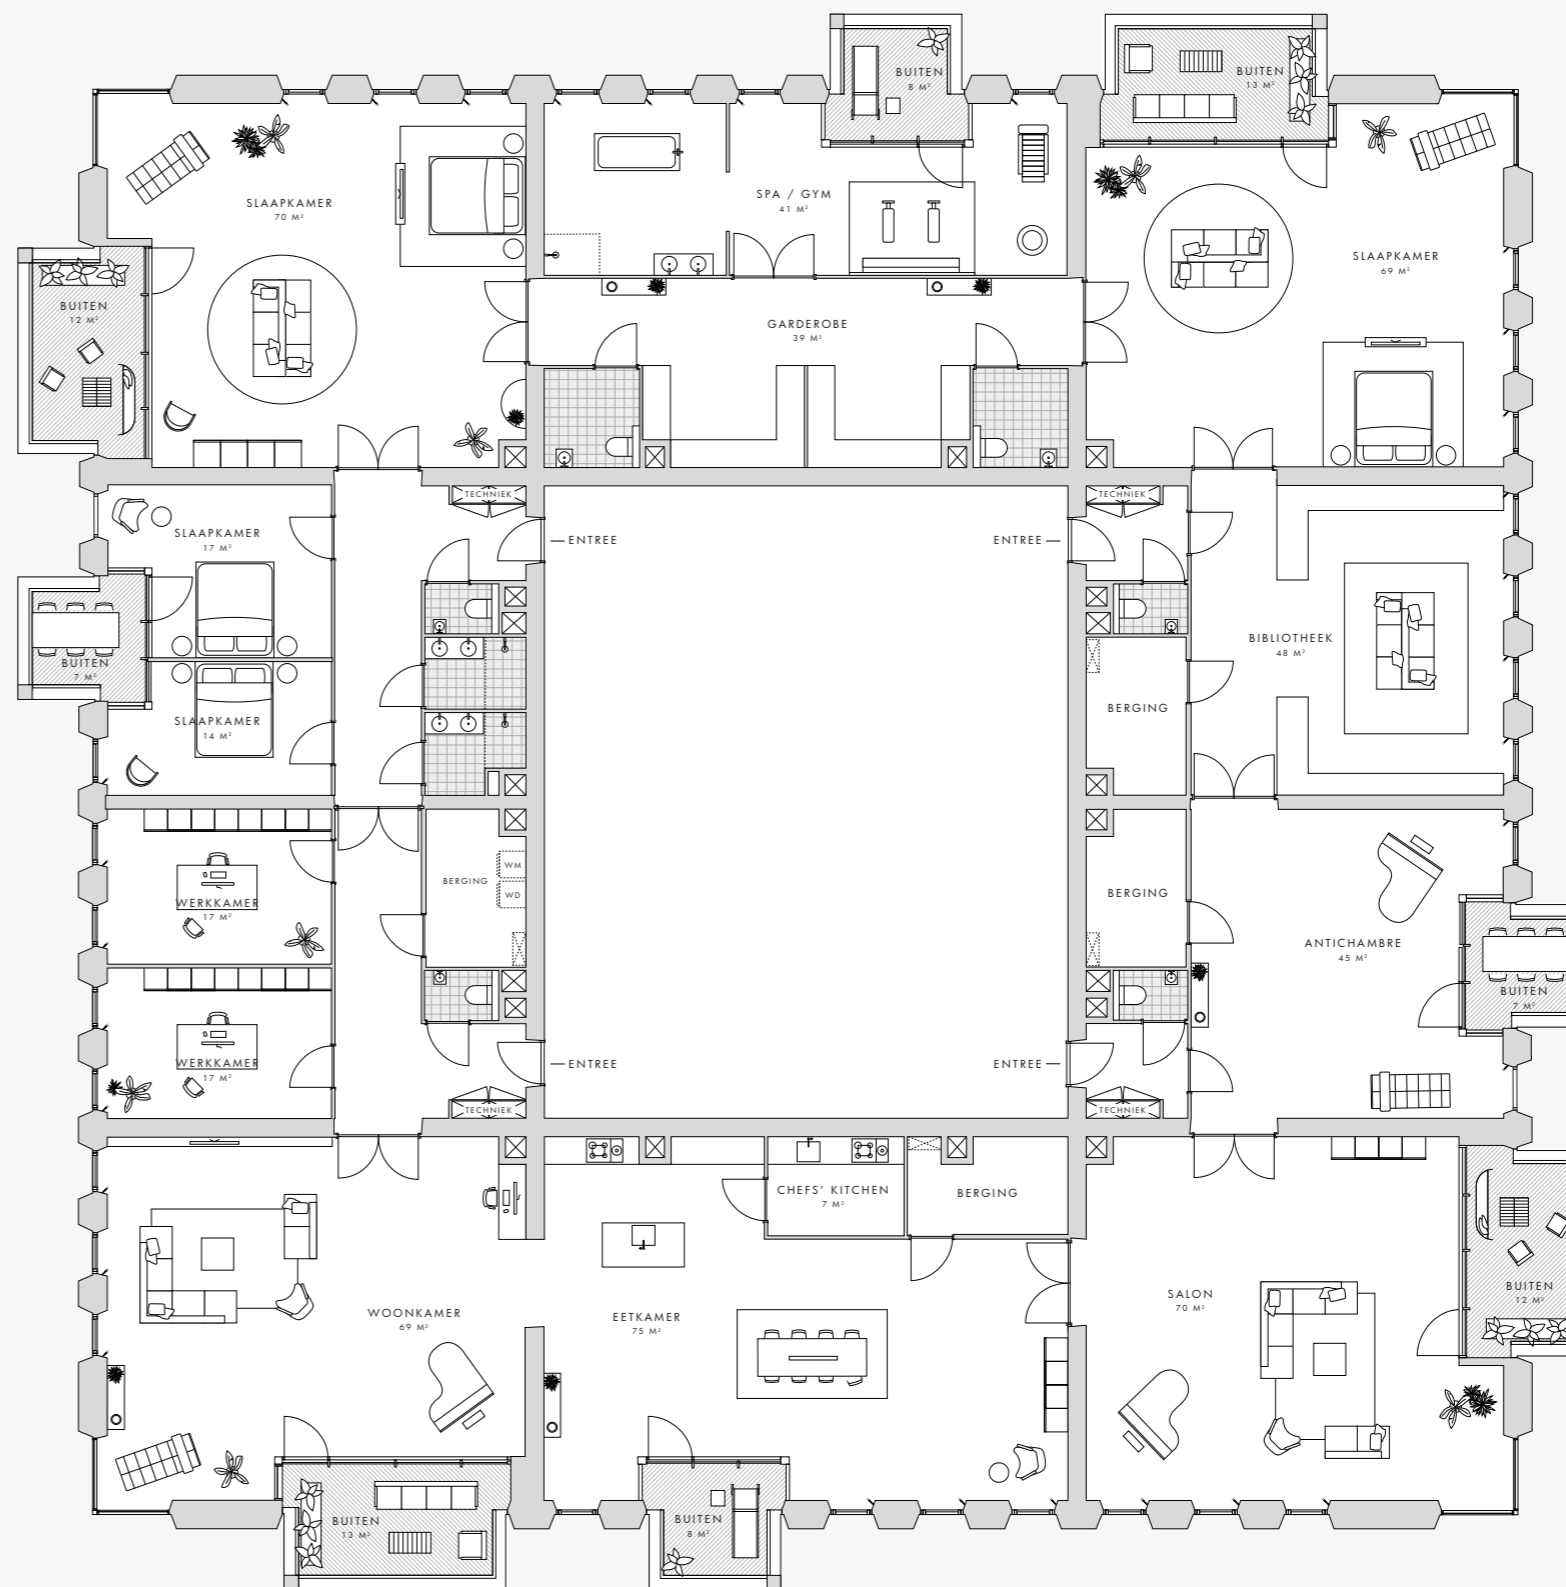 BUITEN
8 M²
BUITEN
13 M²
SLAAPKAMER
70 M²
SPA / GYM
41 M²
SLAAPKAMER
69 M²
BUITEN
12 M²
GARDEROBE
39 M²
TECHNIEK
TECHNIEK
SLAAPKAMER
17 M²
ENTREE
ENTREE
BUITEN
7 M²
BIBLIOTHEEK
48 M²
SLAAPKAMER
14 M²
BERGING
WERKKAMER
17 M²
BERGING
WM
WD
BERGING
ANTICHAMBRE
45 M²
BUITEN
7 M²
WERKKAMER
17 M²
ENTREE
ENTREE
TECHNIEK
TECHNIEK
CHEFS' KITCHEN
7 M²
BERGING
WOONKAMER
69 M²
EETKAMER
75 M²
SALON
70 M²
BUITEN
12 M²
BUITEN
13 M²
BUITEN
8 M²